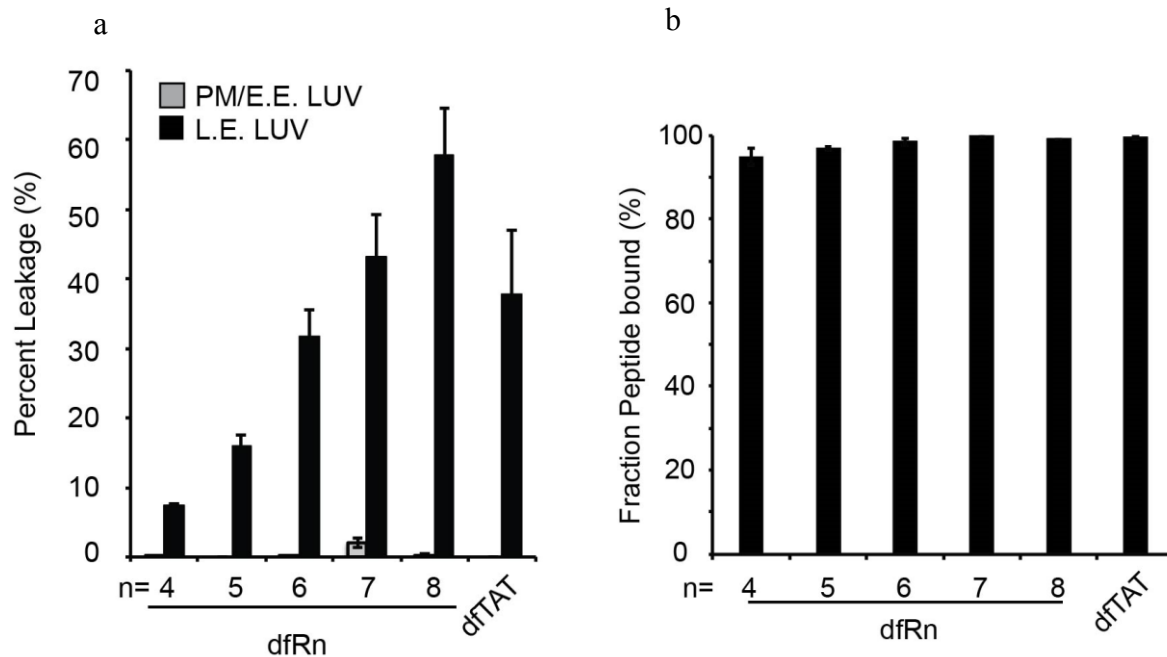 a
70
60
50
40
30
20
10
0
Percent Leakage (%)
PM/E.E. LUV
L.E. LUV
n= 4 5 6 7 8 dfTAT
dfRn
b
100
80
60
40
20
0
Fraction Peptide bound (%)
n= 4 5 6 7 8 dfTAT
dfRn